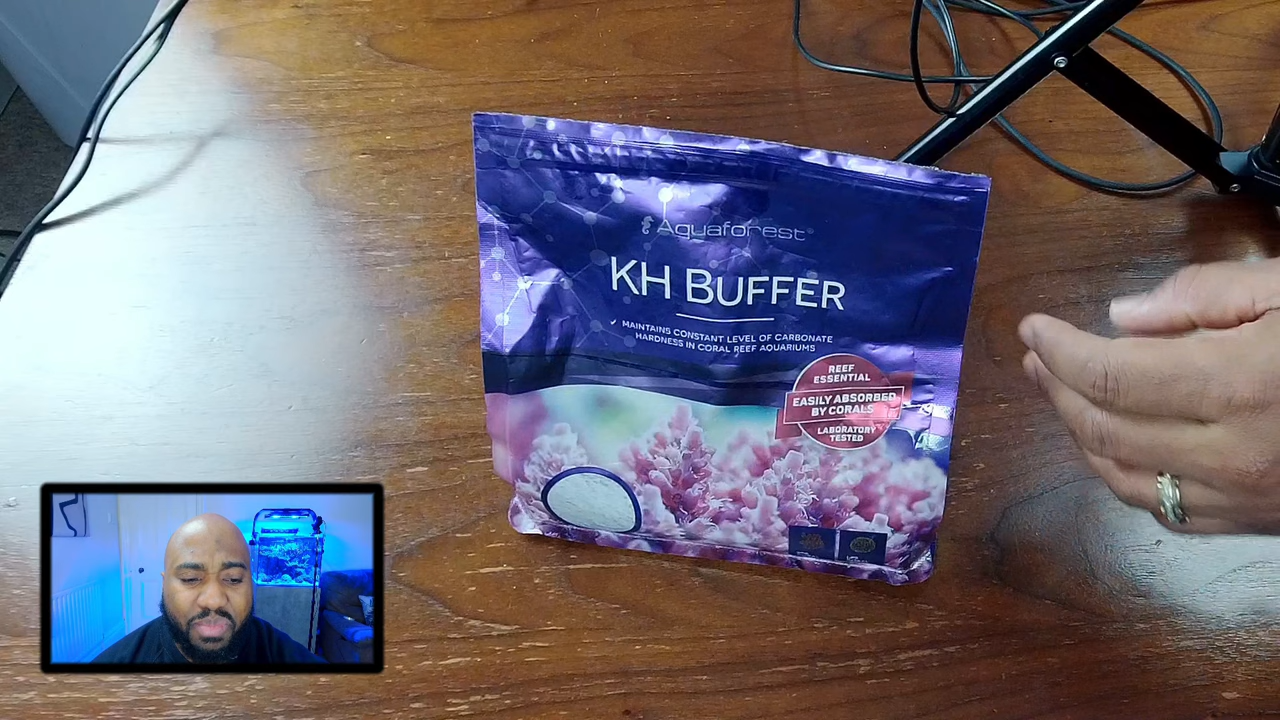 Aquaforest®
KH BUFFER
✓ MAINTAINS CONSTANT LEVEL OF CARBONATE
HARDNESS IN CORAL REEF AQUARIUMS
REEF
ESSENTIAL
EASILY ABSORBED
BY CORALS
LABORATORY
TESTED